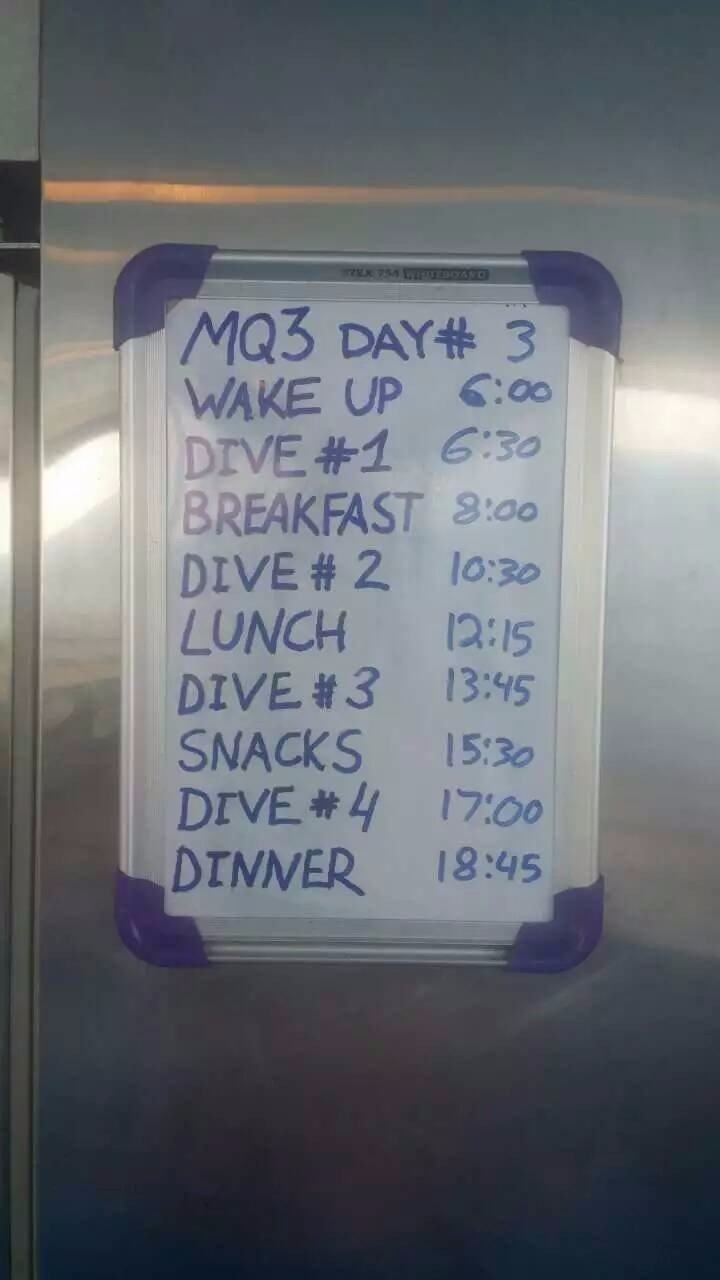 WHITEBOARD
MQ3 DAY# 3
WAKE UP 6:00
DIVE #1 6:30
BREAKFAST 8:00
DIVE # 2 10:30
LUNCH 12:15
DIVE #3 13:45
SNACKS 15:30
DIVE #4 17:00
DINNER 18:45